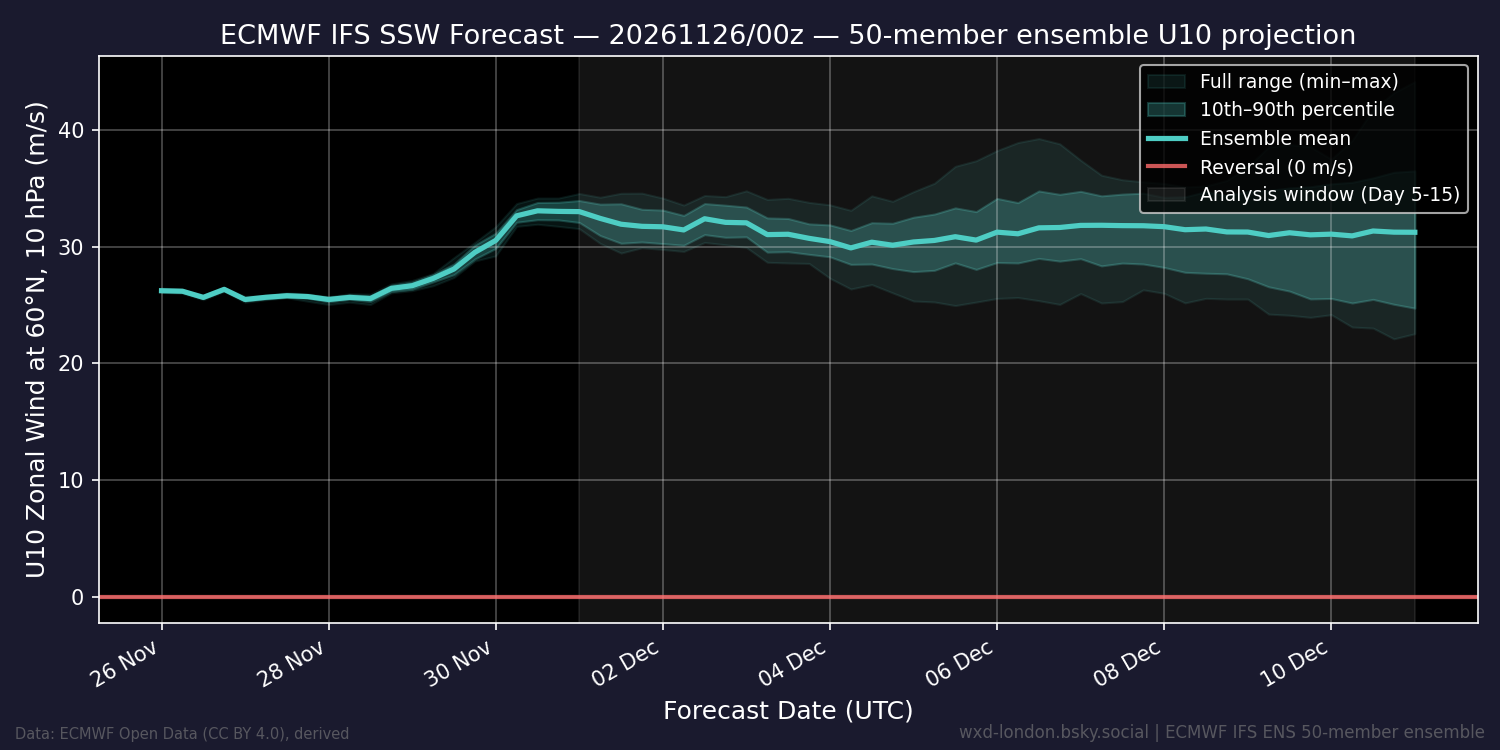 ECMWF IFS SSW Forecast — 20261126/00z — 50-member ensemble U10 projection
Full range (min–max)
10th–90th percentile
Ensemble mean
Reversal (0 m/s)
Analysis window (Day 5-15)
U10 Zonal Wind at 60°N, 10 hPa (m/s)
40
30
20
10
0
26 Nov
28 Nov
30 Nov
02 Dec
04 Dec
06 Dec
08 Dec
10 Dec
Forecast Date (UTC)
Data: ECMWF Open Data (CC BY 4.0), derived
wxd-london.bsky.social | ECMWF IFS ENS 50-member ensemble